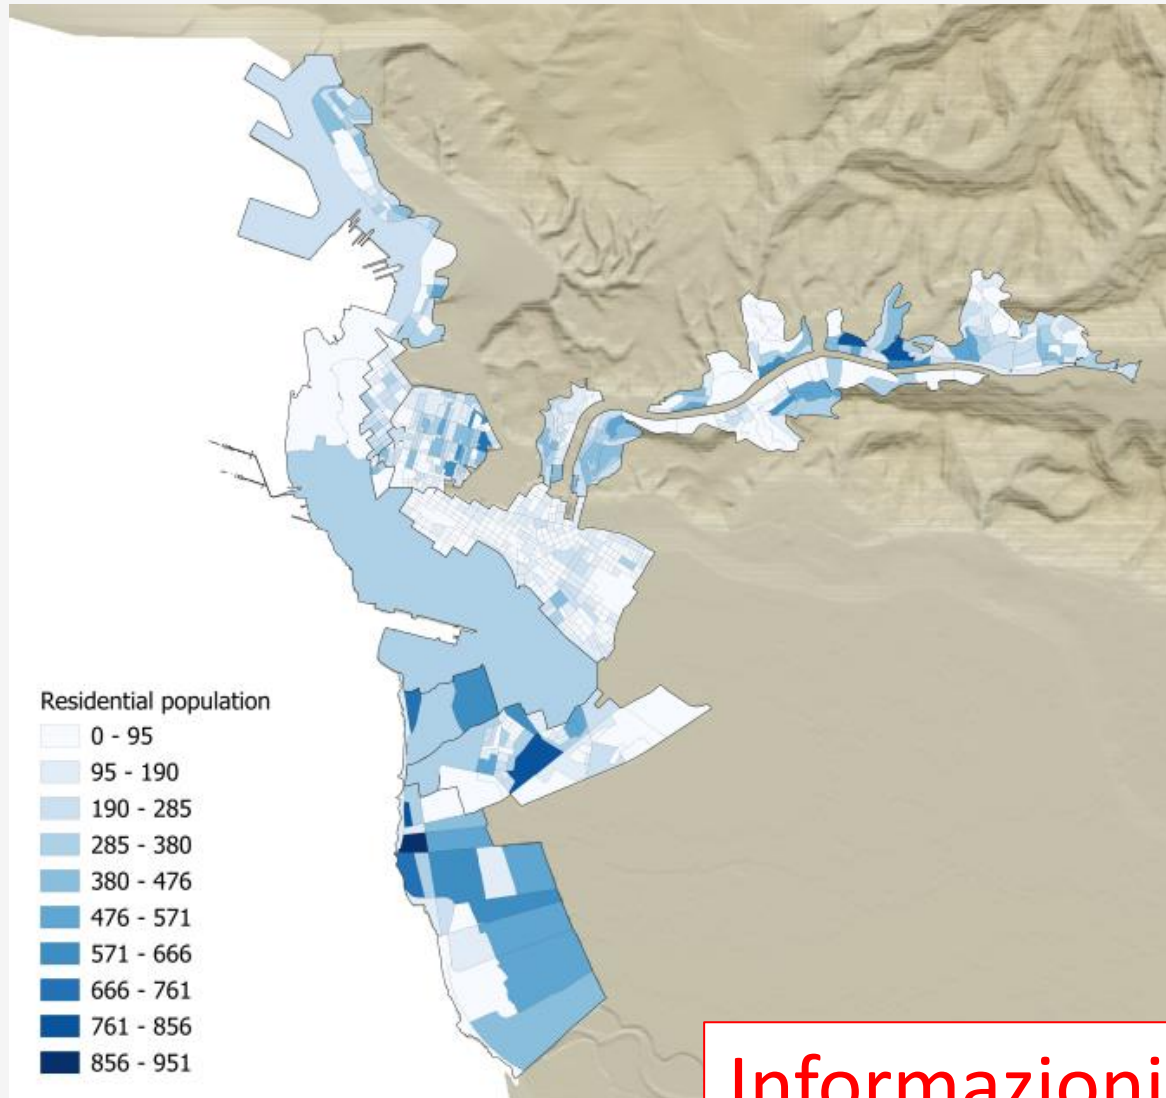 Residential population
0 - 95
95 - 190
190 - 285
285 - 380
380 - 476
476 - 571
571 - 666
666 - 761
761 - 856
856 - 951
Informazioni